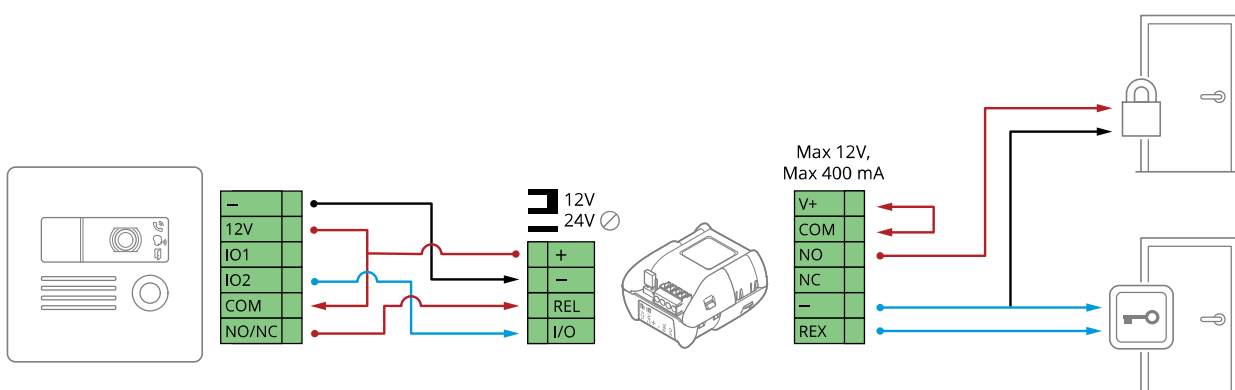 −
12V
IO1
IO2
COM
NO/NC
12V
24V
+
−
REL
I/O
Max 12V,
Max 400 mA
V+
COM
NO
NC
−
REX